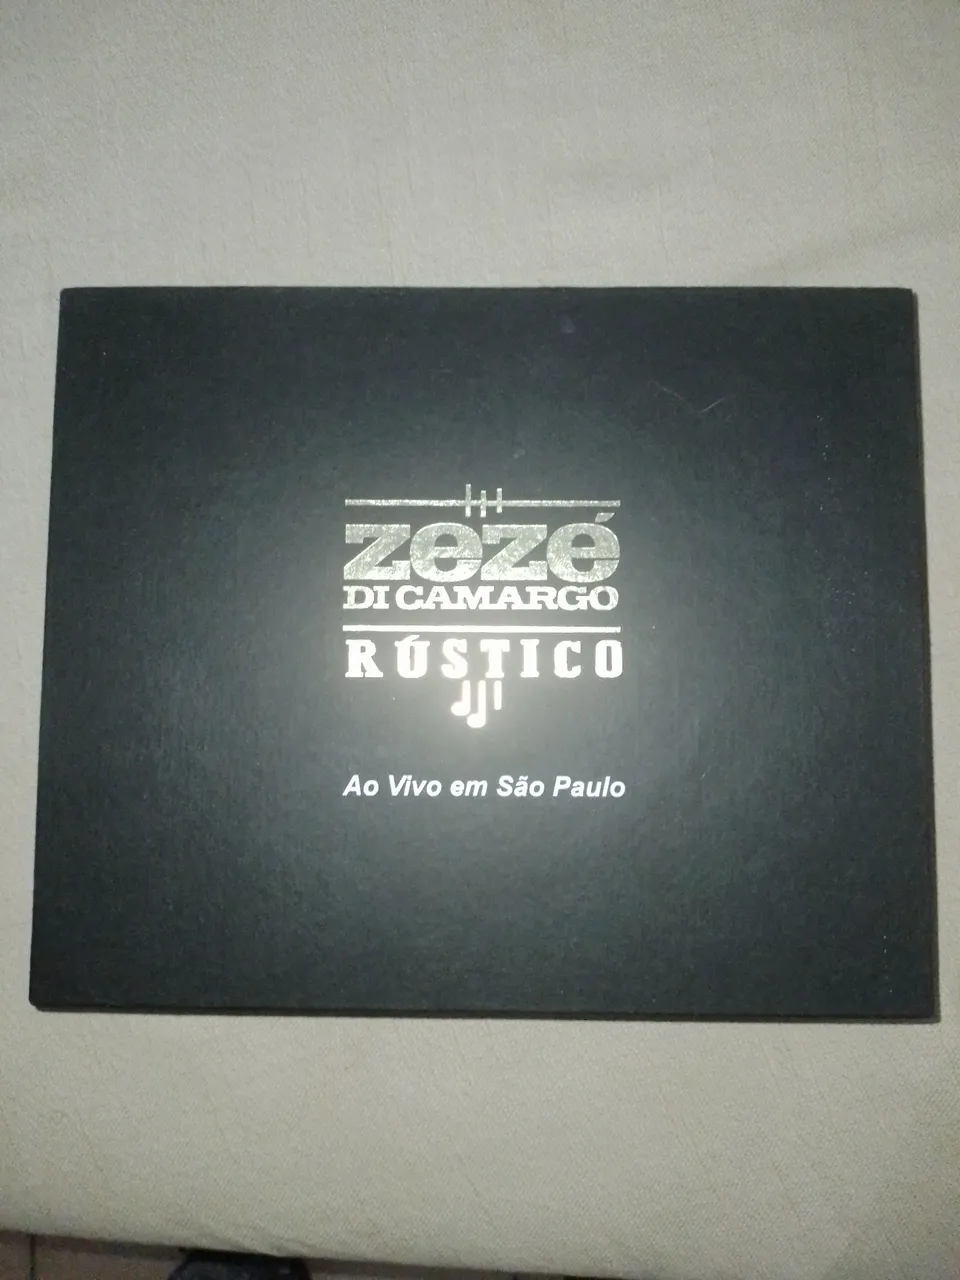 zezé
DI CAMARGO
RÚSTICO
Ao Vivo em São Paulo